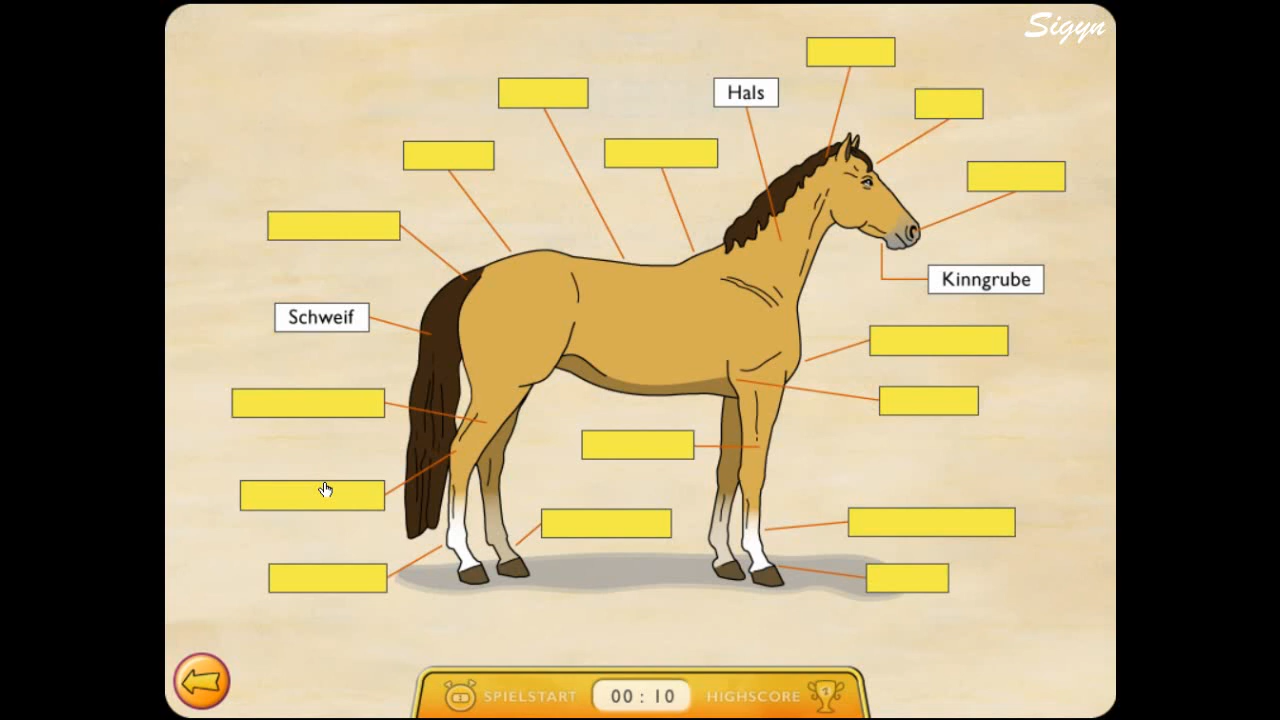 Sigyn
Hals
Kinngrube
Schweif
SPIELSTART
00 : 10
HIGHSCORE